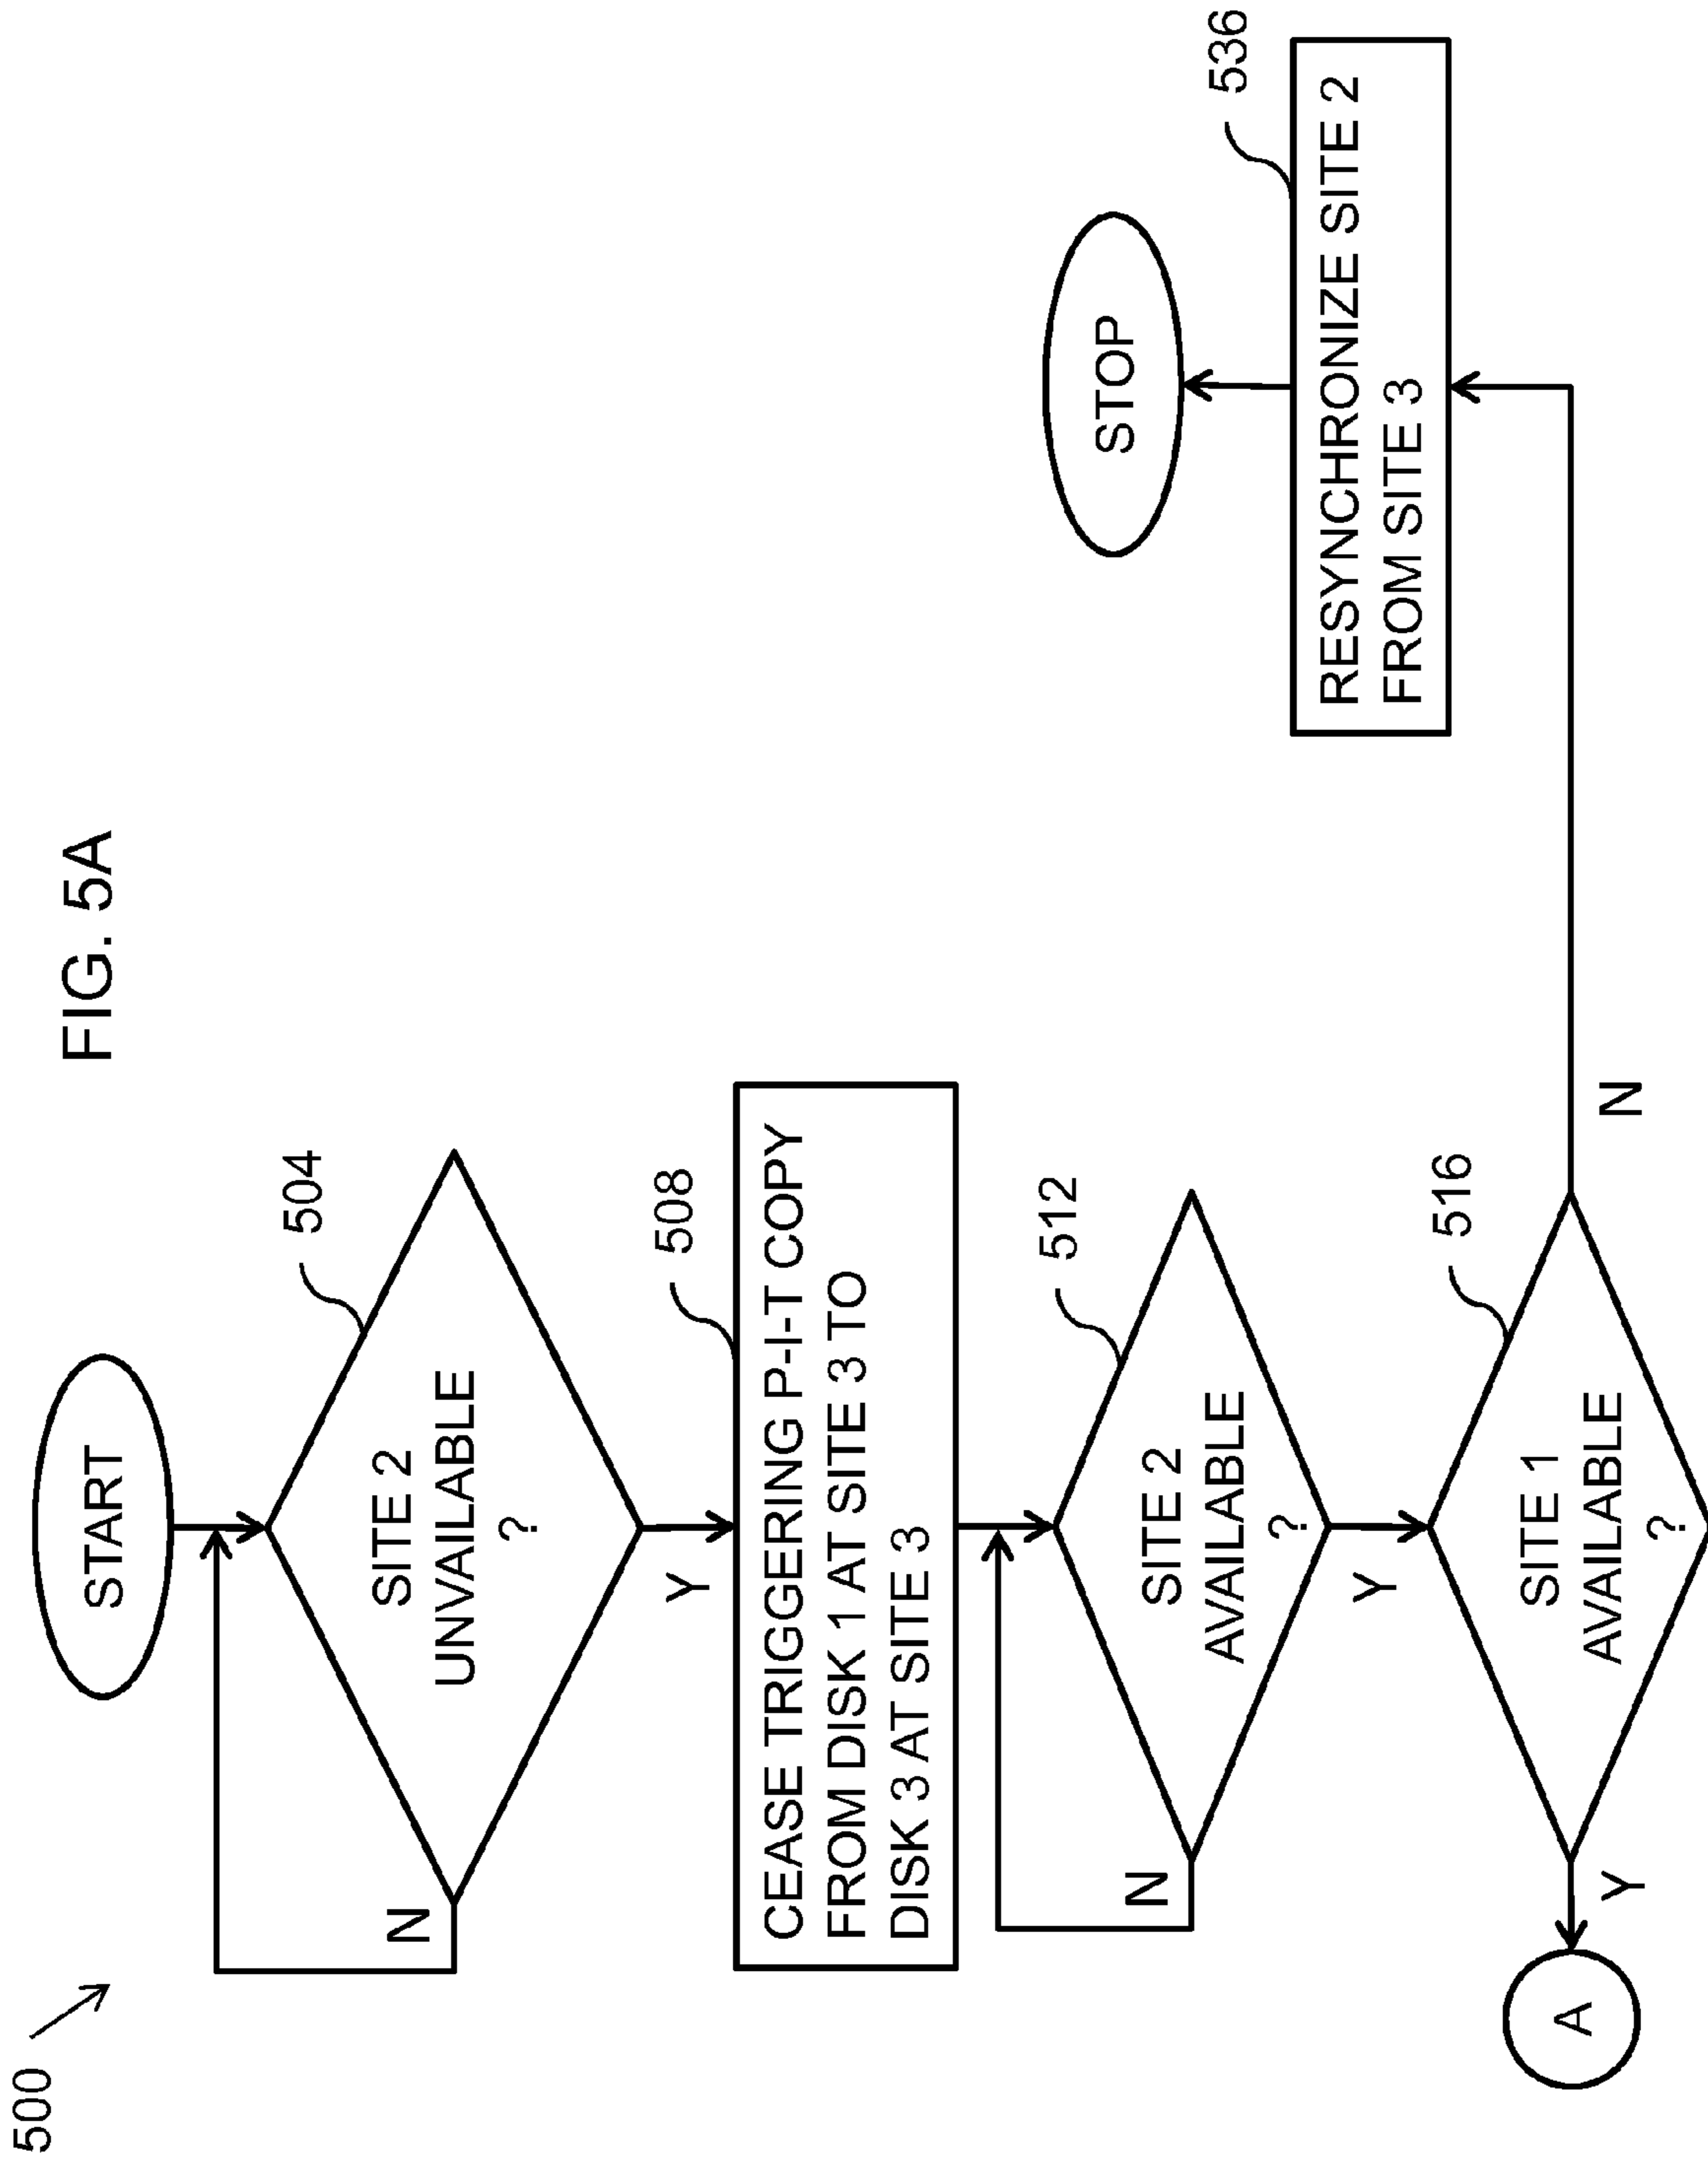 FIG. 5A
500
START
504
SITE 2
UNVAILABLE
?
N
Y
508
CEASE TRIGGERING P-I-T COPY
FROM DISK 1 AT SITE 3 TO
DISK 3 AT SITE 3
512
SITE 2
AVAILABLE
?
N
Y
516
SITE 1
AVAILABLE
?
Y
A
N
536
RESYNCHRONIZE SITE 2
FROM SITE 3
STOP